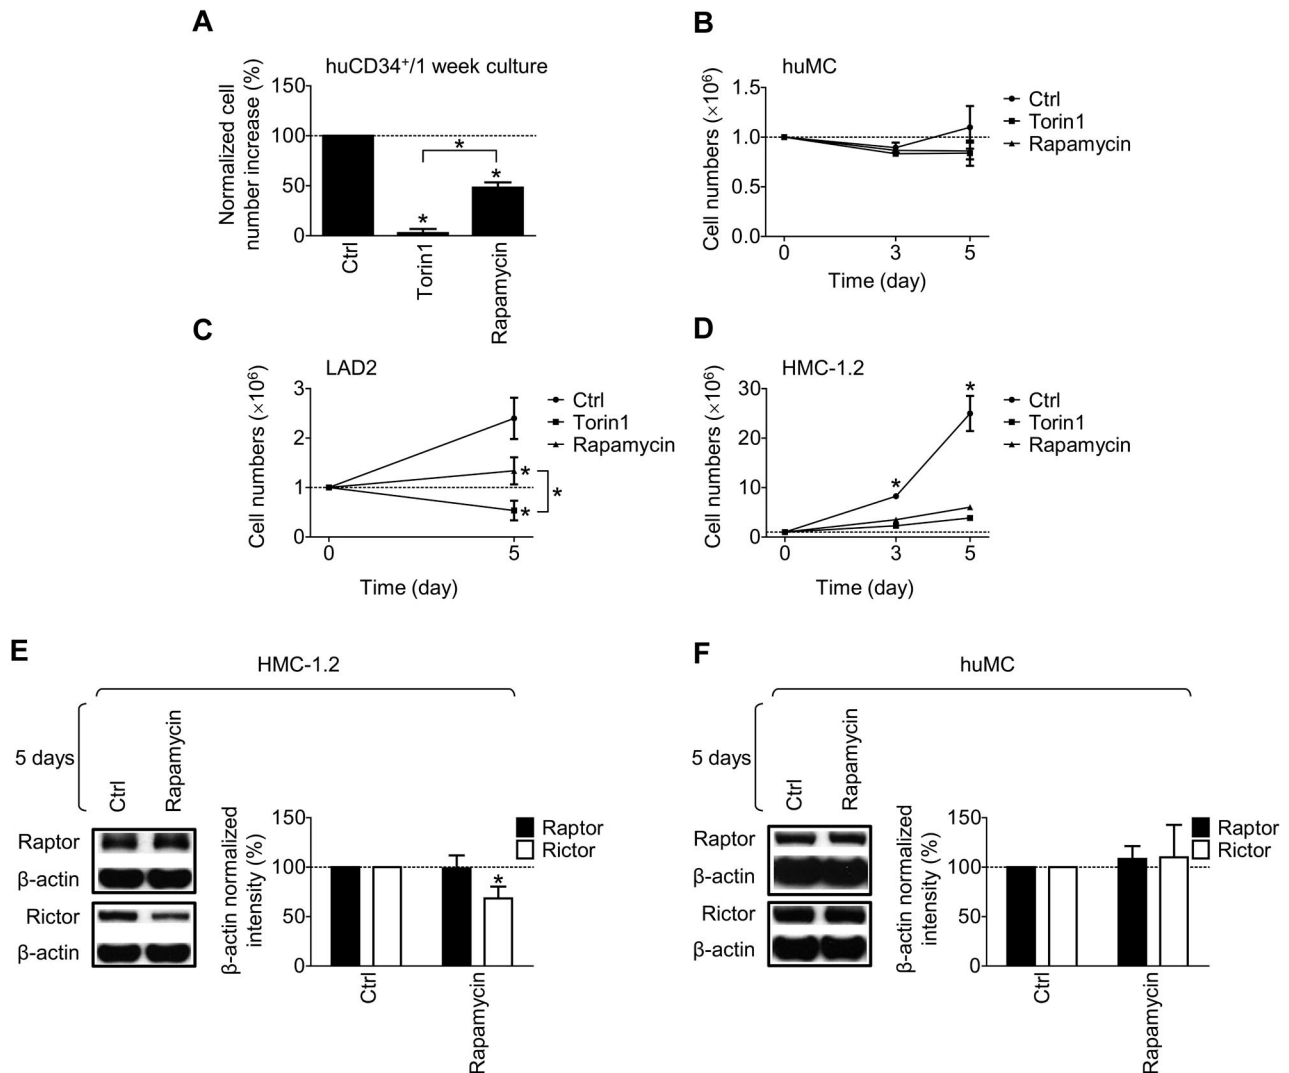 A
huCD34⁺/1 week culture
Normalized cell
number increase (%)
150
100
50
0
*
*
*
Ctrl
Torin1
Rapamycin
B
huMC
Cell numbers (×10⁶)
1.5
1.0
0.5
0.0
0
3
5
Time (day)
Ctrl
Torin1
Rapamycin
C
LAD2
Cell numbers (×10⁶)
3
2
1
0
0
5
Time (day)
Ctrl
Torin1
Rapamycin
*
*
*
D
HMC-1.2
Cell numbers (×10⁶)
30
20
10
0
0
3
5
Time (day)
*
*
Ctrl
Torin1
Rapamycin
E
HMC-1.2
5 days
Ctrl
Rapamycin
Raptor
β-actin
Rictor
β-actin
β-actin normalized
intensity (%)
150
100
50
0
*
Ctrl
Rapamycin
Raptor
Rictor
F
huMC
5 days
Ctrl
Rapamycin
Raptor
β-actin
Rictor
β-actin
β-actin normalized
intensity (%)
150
100
50
0
Ctrl
Rapamycin
Raptor
Rictor